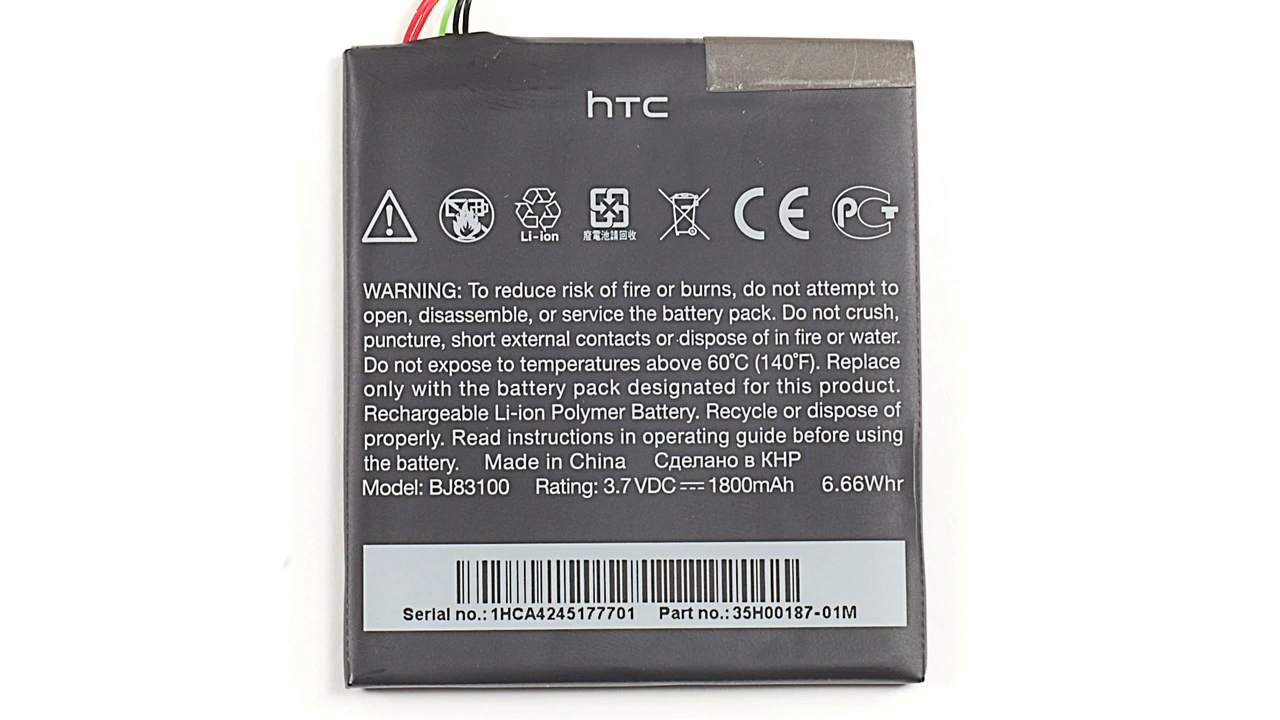 hTC
Li-ion
廢電池請回收
CE
PCT
WARNING: To reduce risk of fire or burns, do not attempt to
open, disassemble, or service the battery pack. Do not crush,
puncture, short external contacts or dispose of in fire or water.
Do not expose to temperatures above 60°C (140°F). Replace
only with the battery pack designated for this product.
Rechargeable Li-ion Polymer Battery. Recycle or dispose of
properly. Read instructions in operating guide before using
the battery. Made in China Сделано в КНР
Model: BJ83100 Rating: 3.7 VDC ⎓ 1800mAh 6.66Whr
Serial no.: 1HCA4245177701 Part no.: 35H00187-01M